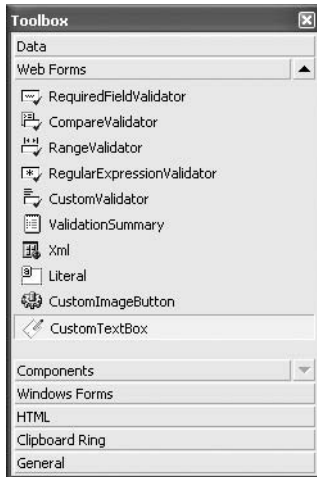 Toolbox
Data
Web Forms
RequiredFieldValidator
CompareValidator
RangeValidator
RegularExpressionValidator
CustomValidator
ValidationSummary
Xml
Literal
CustomImageButton
CustomTextBox
Components
Windows Forms
HTML
Clipboard Ring
General